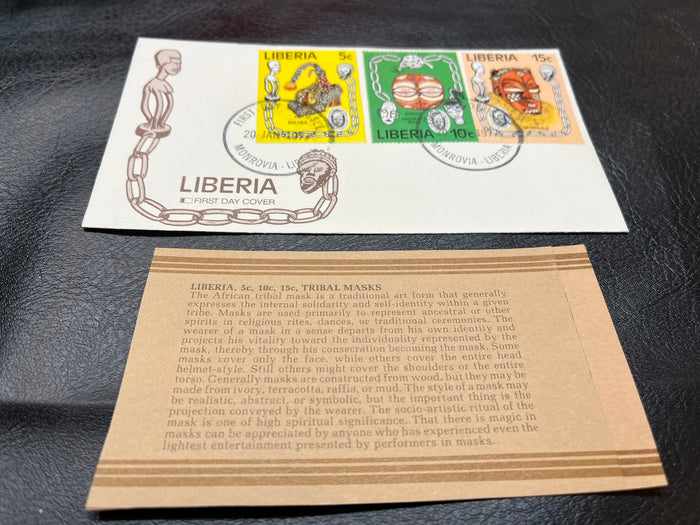 LIBERIA 5c
BALUBA
LIBERIA 10c
LIBERIA 15c
20 JAN
MONROVIA · LIBERIA
1977
MONROVIA · LIBERIA
LIBERIA
FIRST DAY COVER
LIBERIA, 5c, 10c, 15c, TRIBAL MASKS
The African tribal mask is a traditional art form that generally
expresses the internal solidarity and self-identity within a given
tribe. Masks are used primarily to represent ancestral or other
spirits in religious rites, dances, or traditional ceremonies. The
wearer of a mask in a sense departs from his own identity and
projects his vitality toward the individuality represented by the
mask, thereby through his consecration becoming the mask. Some
masks cover only the face, while others cover the entire head
helmet-style. Still others might cover the shoulders or the entire
torso. Generally masks are constructed from wood, but they may be
made from ivory, terracotta, raffia, or mud. The style of a mask may
be realistic, abstract, or symbolic, but the important thing is the
projection conveyed by the wearer. The socio-artistic ritual of the
mask is one of high spiritual significance. That there is magic in
masks can be appreciated by anyone who has experienced even the
lightest entertainment presented by performers in masks.